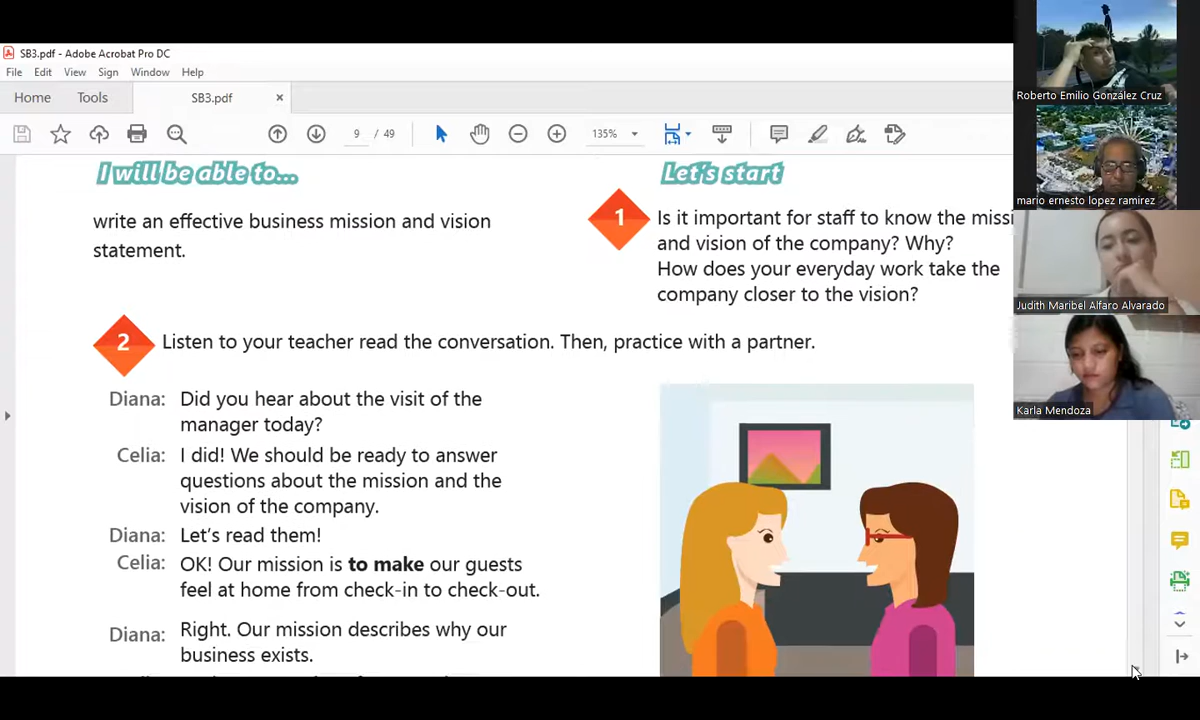 SB3.pdf - Adobe Acrobat Pro DC
File Edit View Sign Window Help
Home Tools SB3.pdf ×
9 / 49 135%
I will be able to...
write an effective business mission and vision
statement.
Let's start
1 Is it important for staff to know the missi
and vision of the company? Why?
How does your everyday work take the
company closer to the vision?
2 Listen to your teacher read the conversation. Then, practice with a partner.
Diana: Did you hear about the visit of the
manager today?
Celia: I did! We should be ready to answer
questions about the mission and the
vision of the company.
Diana: Let's read them!
Celia: OK! Our mission is to make our guests
feel at home from check-in to check-out.
Diana: Right. Our mission describes why our
business exists.
Roberto Emilio González Cruz
mario ernesto lopez ramirez
Judith Maribel Alfaro Alvarado
Karla Mendoza